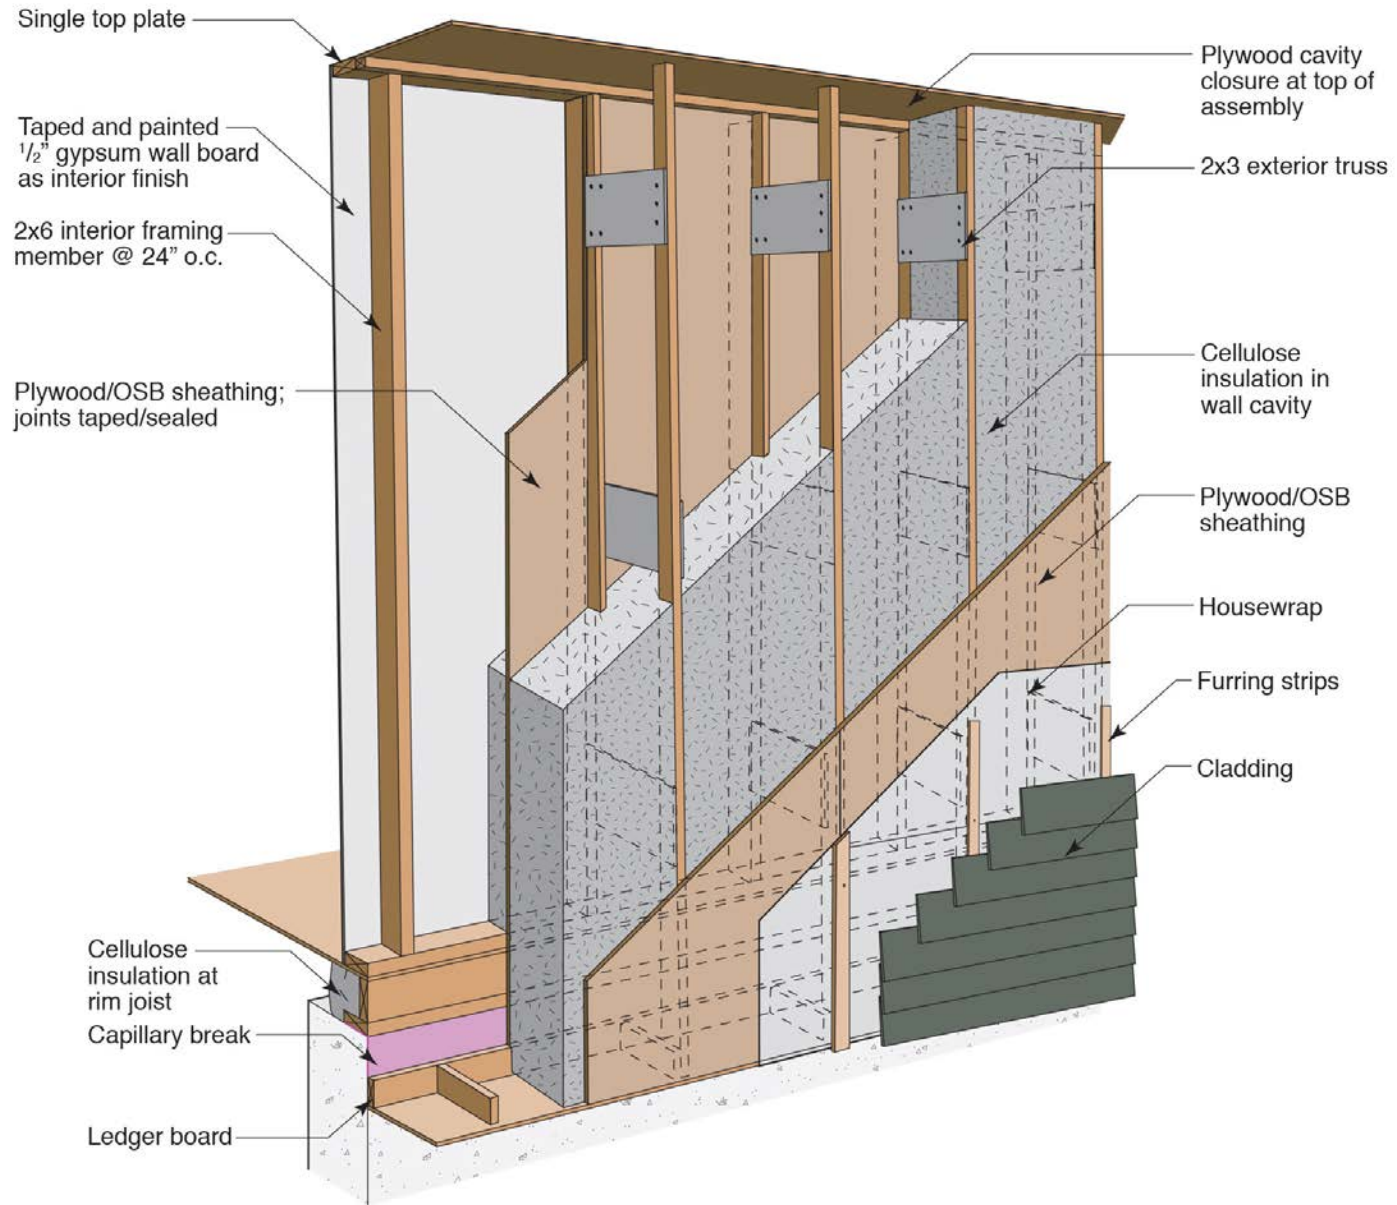 Single top plate
Plywood cavity
closure at top of
assembly
Taped and painted
1/2” gypsum wall board
as interior finish
2x3 exterior truss
2x6 interior framing
member @ 24” o.c.
Cellulose
insulation in
wall cavity
Plywood/OSB sheathing;
joints taped/sealed
Plywood/OSB
sheathing
Housewrap
Furring strips
Cladding
Cellulose
insulation at
rim joist
Capillary break
Ledger board